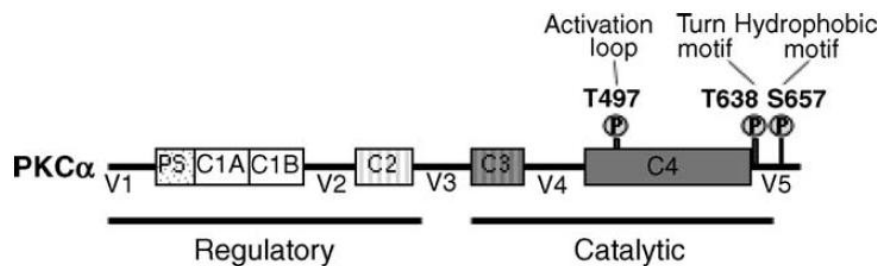 Activation
loop
Turn Hydrophobic
motif motif
T497 T638 S657
P P P
PKCα V1 PS C1A C1B V2 C2 V3 C3 V4 C4 V5
Regulatory Catalytic